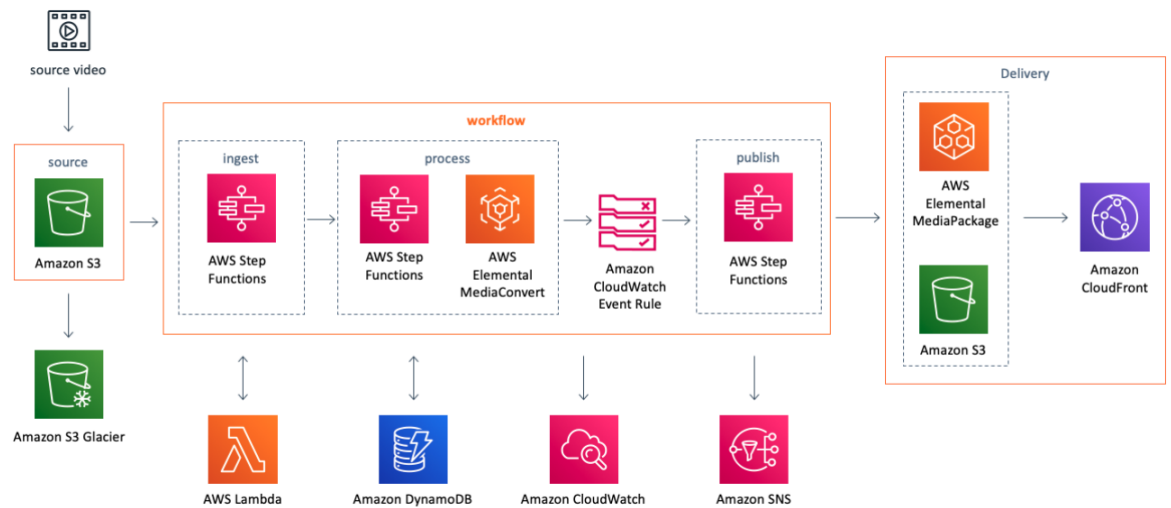 source video
source
Amazon S3
Amazon S3 Glacier
workflow
ingest
AWS Step
Functions
process
AWS Step
Functions
AWS
Elemental
MediaConvert
Amazon
CloudWatch
Event Rule
publish
AWS Step
Functions
AWS Lambda
Amazon DynamoDB
Amazon CloudWatch
Amazon SNS
Delivery
AWS
Elemental
MediaPackage
Amazon S3
Amazon
CloudFront